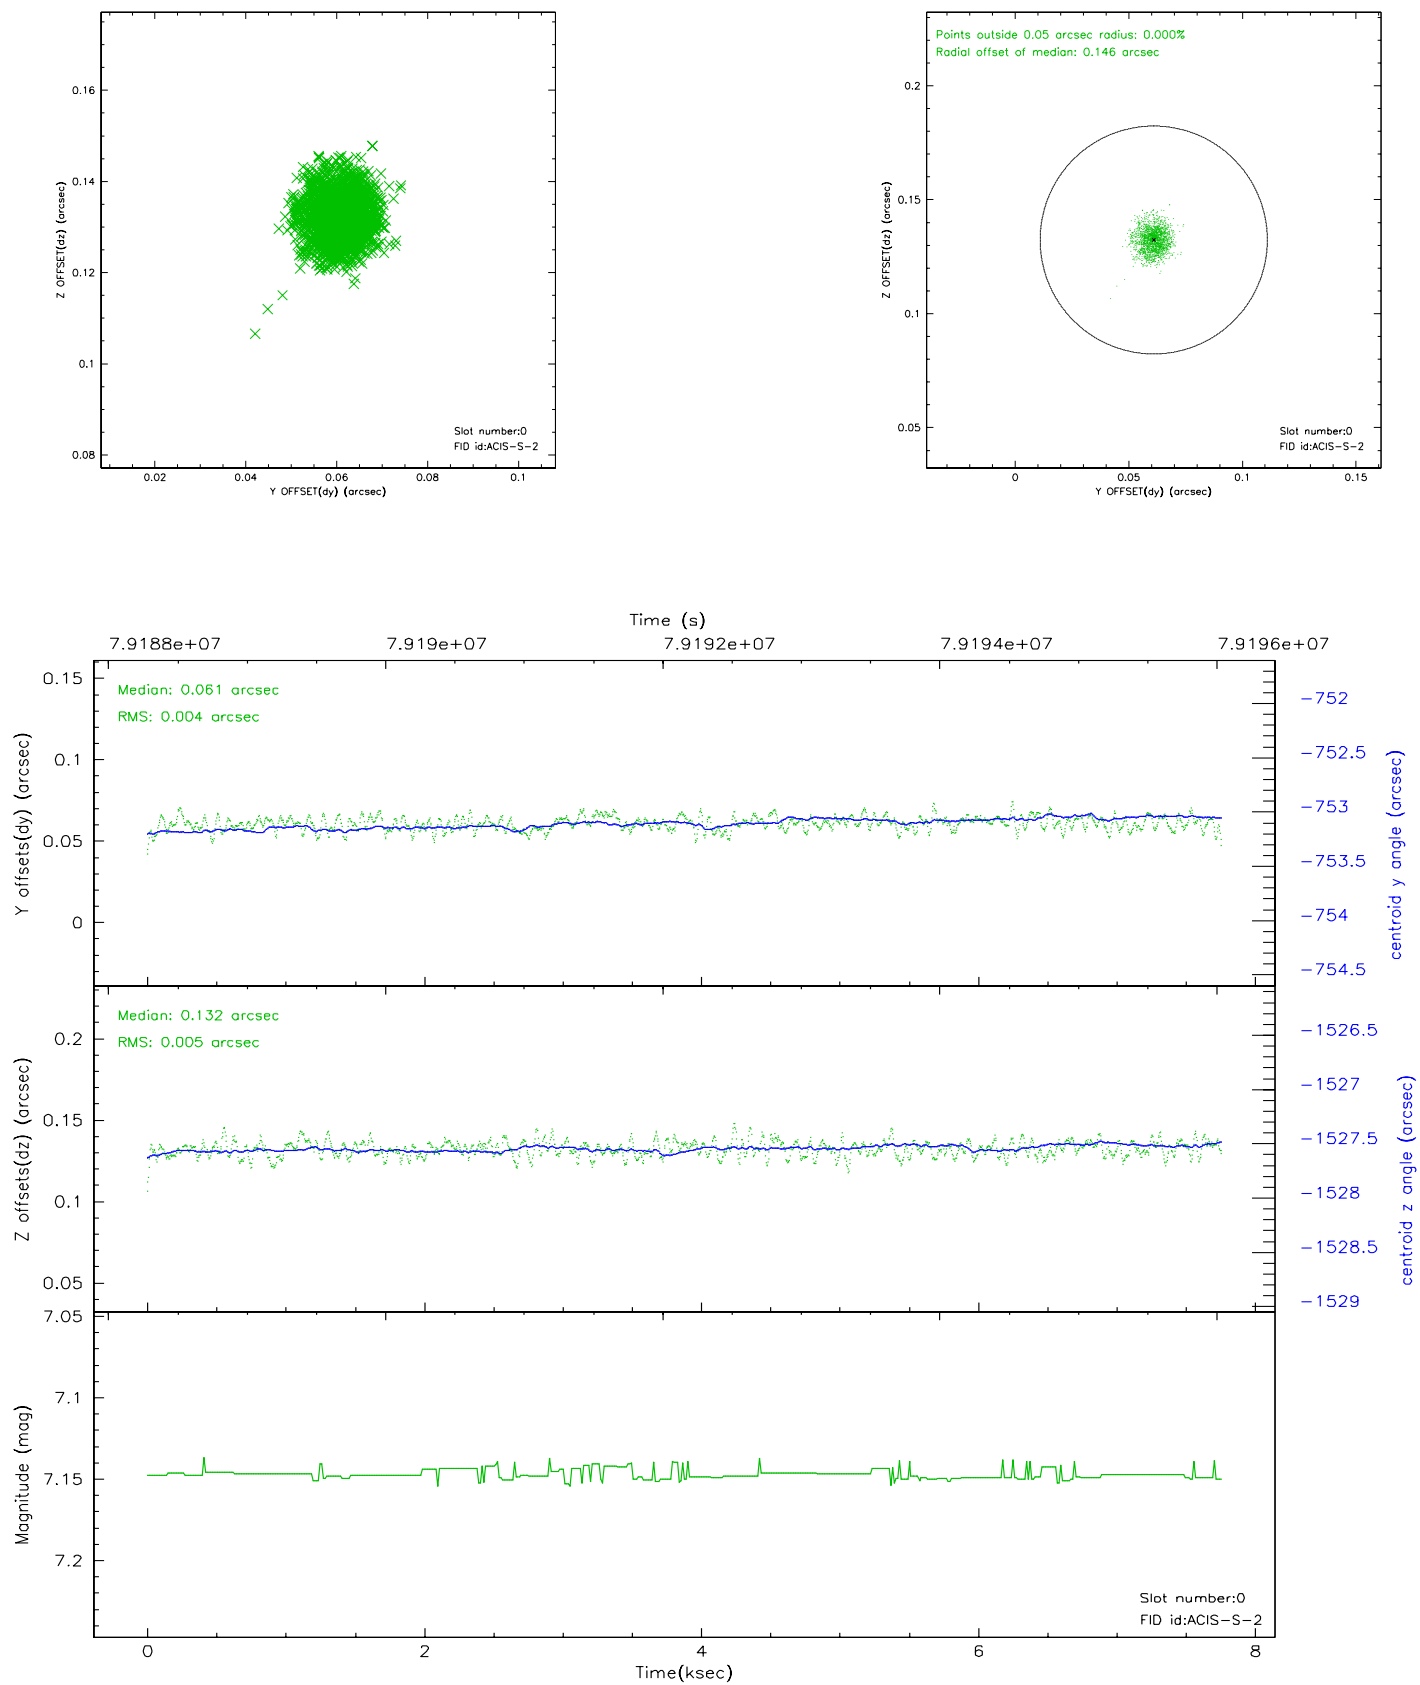 0.16
0.14
0.12
0.1
0.08
Z OFFSET(dz) (arcsec)
Slot number:0
FID id:ACIS-S-2
0.02 0.04 0.06 0.08 0.1
Y OFFSET(dy) (arcsec)
Points outside 0.05 arcsec radius: 0.000%
Radial offset of median: 0.146 arcsec
0.2
0.15
0.1
0.05
Z OFFSET(dz) (arcsec)
Slot number:0
FID id:ACIS-S-2
0 0.05 0.1 0.15
Y OFFSET(dy) (arcsec)
Time (s)
7.9188e+07 7.919e+07 7.9192e+07 7.9194e+07 7.9196e+07
Median: 0.061 arcsec
RMS: 0.004 arcsec
0.15
0.1
0.05
0
Y offsets(dy) (arcsec)
-752
-752.5
-753
-753.5
-754
-754.5
centroid y angle (arcsec)
Median: 0.132 arcsec
RMS: 0.005 arcsec
0.2
0.15
0.1
0.05
Z offsets(dz) (arcsec)
-1526.5
-1527
-1527.5
-1528
-1528.5
-1529
centroid z angle (arcsec)
7.05
7.1
7.15
7.2
Magnitude (mag)
Slot number:0
FID id:ACIS-S-2
0 2 4 6 8
Time(ksec)